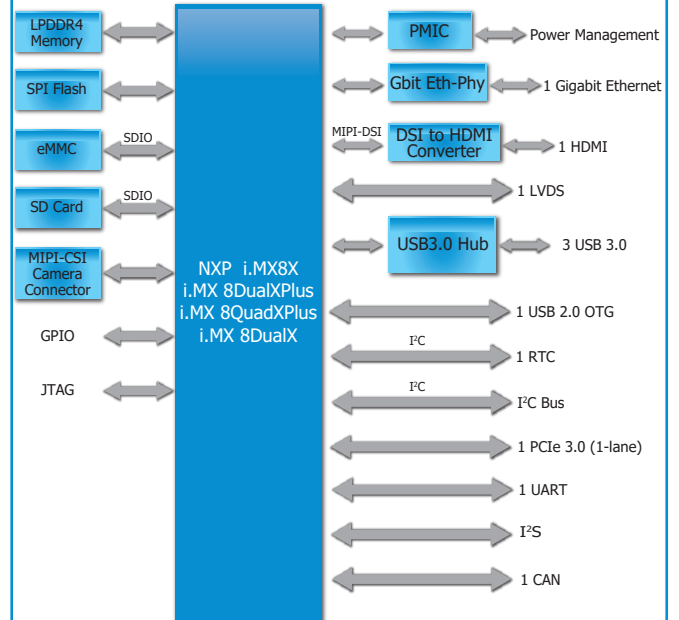 LPDDR4
Memory
SPI Flash
eMMC
SDIO
SD Card
SDIO
MIPI-CSI
Camera
Connector
GPIO
JTAG
NXP i.MX8X
i.MX 8DualXPlus
i.MX 8QuadXPlus
i.MX 8DualX
PMIC
Power Management
Gbit Eth-Phy
1 Gigabit Ethernet
MIPI-DSI
DSI to HDMI
Converter
1 HDMI
1 LVDS
USB3.0 Hub
3 USB 3.0
1 USB 2.0 OTG
I²C
1 RTC
I²C
I²C Bus
1 PCIe 3.0 (1-lane)
1 UART
I²S
1 CAN